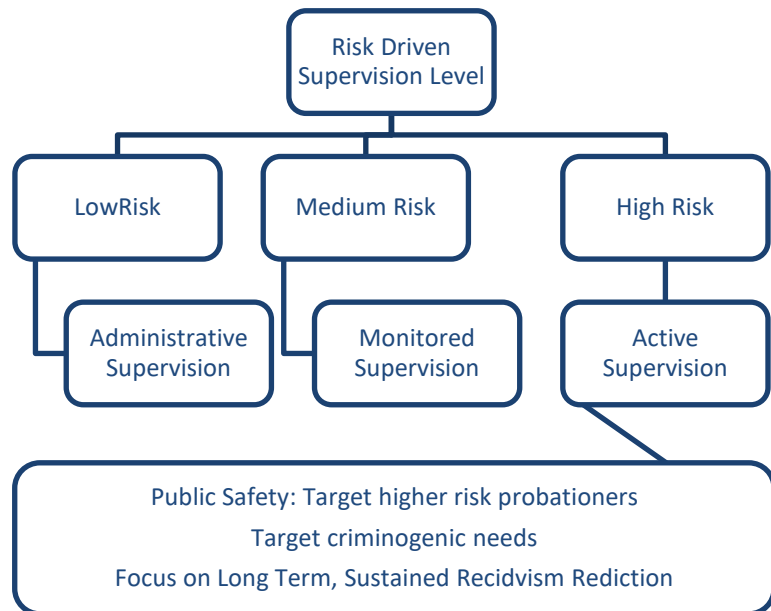 Risk Driven
Supervision Level
LowRisk
Medium Risk
High Risk
Administrative
Supervision
Monitored
Supervision
Active
Supervision
Public Safety: Target higher risk probationers
Target criminogenic needs
Focus on Long Term, Sustained Recidvism Rediction